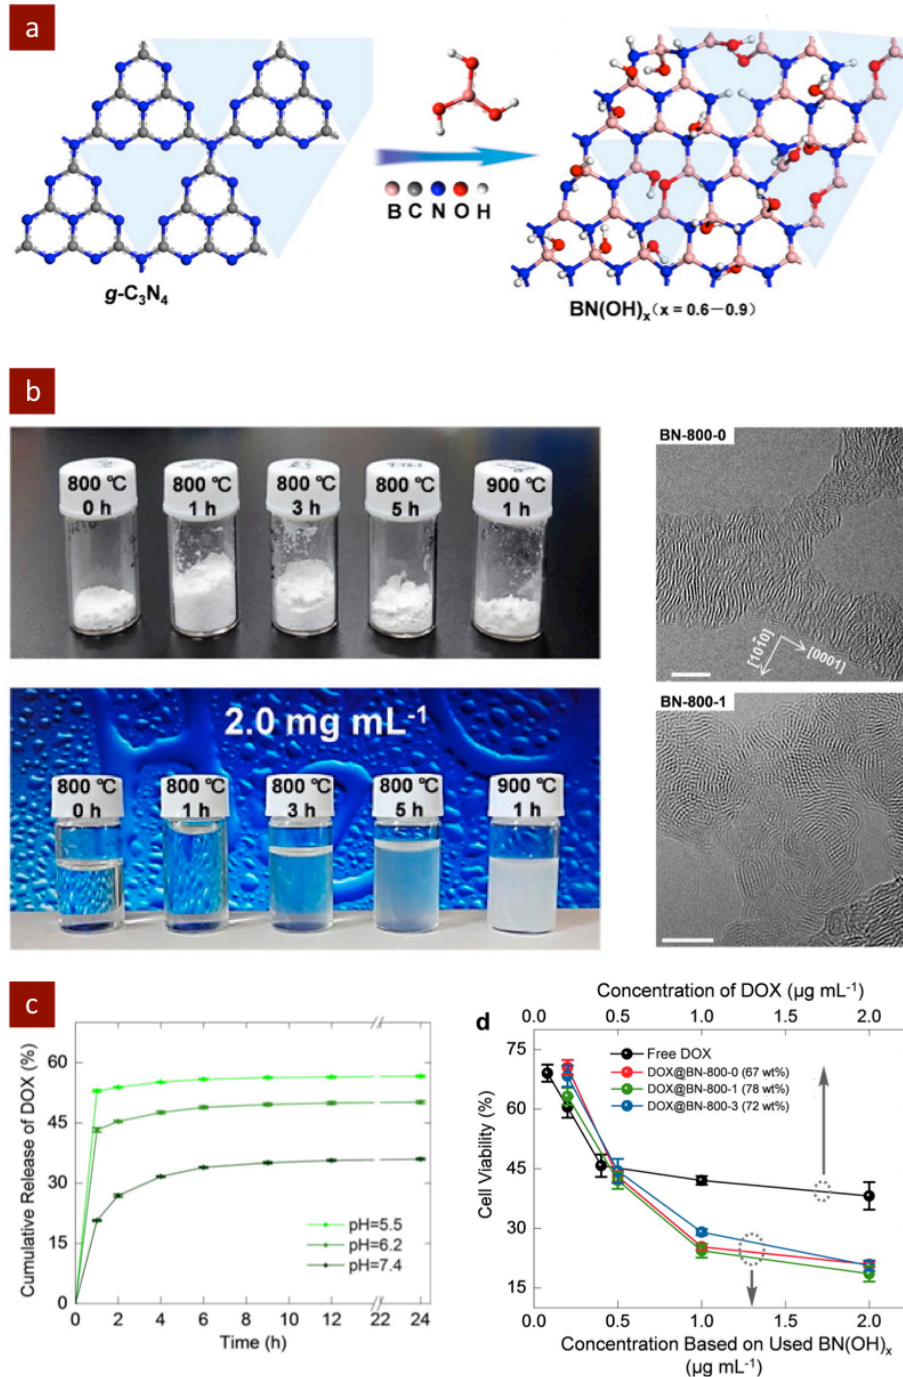 a
B C N O H
g-C₃N₄
BN(OH)ₓ (x = 0.6−0.9)
b
800 ℃
0 h
800 ℃
1 h
800 ℃
3 h
800 ℃
5 h
900 ℃
1 h
BN-800-0
[101̄0]
[0001]
2.0 mg mL⁻¹
800 ℃
0 h
800 ℃
1 h
800 ℃
3 h
800 ℃
5 h
900 ℃
1 h
BN-800-1
c
Cumulative Release of DOX (%)
60
45
30
15
0
pH=5.5
pH=6.2
pH=7.4
0 2 4 6 8 10 12 22 24
Time (h)
d
Concentration of DOX (µg mL⁻¹)
0.0 0.5 1.0 2.0
Cell Viability (%)
75
60
45
30
15
Free DOX
DOX@BN-800-0 (67 wt%)
DOX@BN-800-1 (78 wt%)
DOX@BN-800-3 (72 wt%)
0.0 0.5 1.0 2.0
Concentration Based on Used BN(OH)ₓ
(µg mL⁻¹)